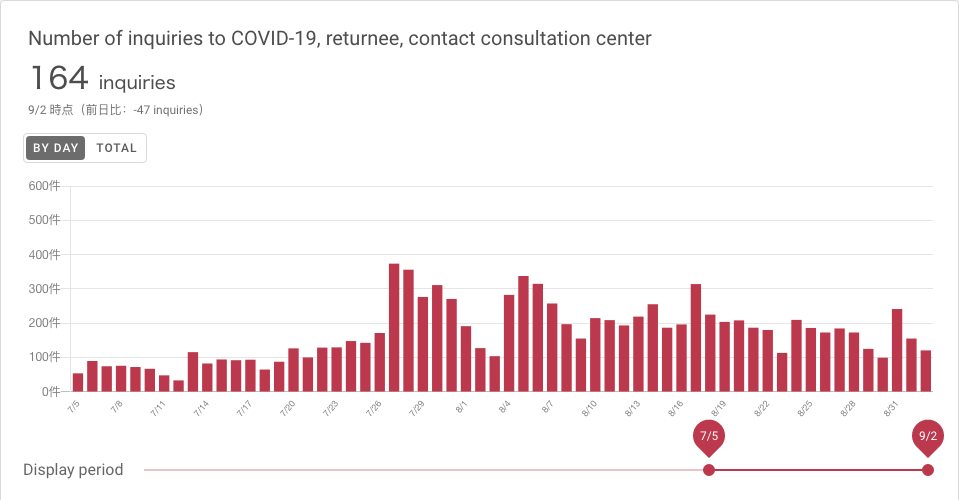 Number of inquiries to COVID-19, returnee, contact consultation center
164 inquiries
9/2 時点（前日比：-47 inquiries）
BY DAY TOTAL
600件
500件
400件
300件
200件
100件
0件
7/5 7/8 7/11 7/14 7/17 7/20 7/23 7/26 7/29 8/1 8/4 8/7 8/10 8/13 8/16 8/19 8/22 8/25 8/28 8/31
7/5 9/2
Display period